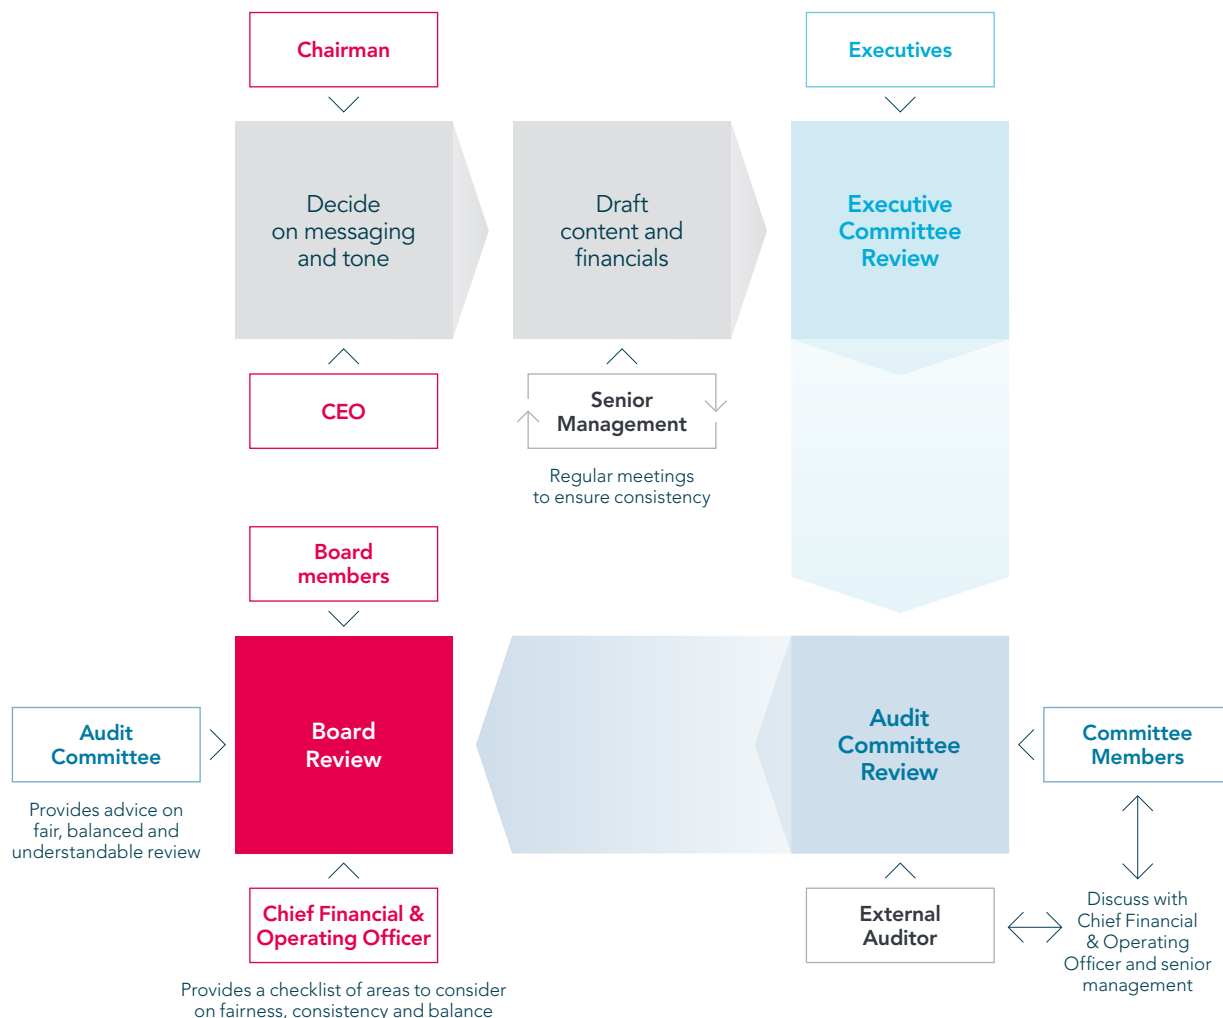 Chairman
Executives
Decide
on messaging
and tone
Draft
content and
financials
Executive
Committee
Review
CEO
Senior
Management
Regular meetings
to ensure consistency
Board
members
Audit
Committee
Provides advice on
fair, balanced and
understandable review
Board
Review
Audit
Committee
Review
Committee
Members
Chief Financial &
Operating Officer
Provides a checklist of areas to consider
on fairness, consistency and balance
External
Auditor
Discuss with
Chief Financial
& Operating
Officer and senior
management